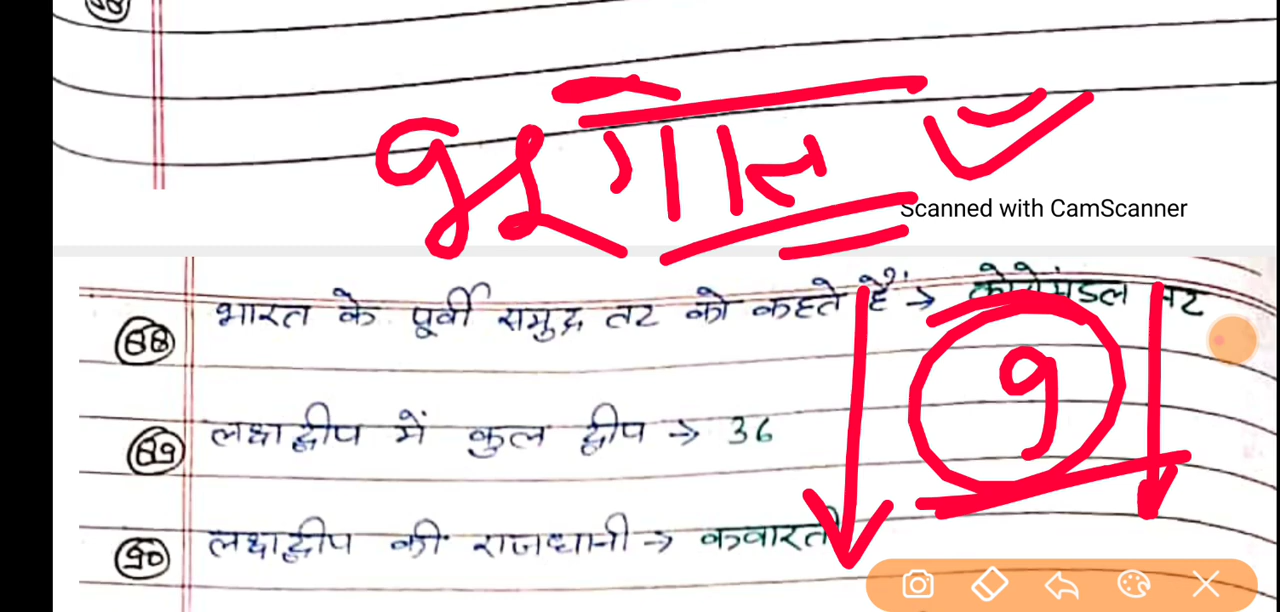 भूगोल
Scanned with CamScanner
88 भारत के पूर्वी समुद्र तट को कहते हैं → कोरोमंडल तट
9
89 लक्षद्वीप में कुल द्वीप → 36
90 लक्षद्वीप की राजधानी → कवारती